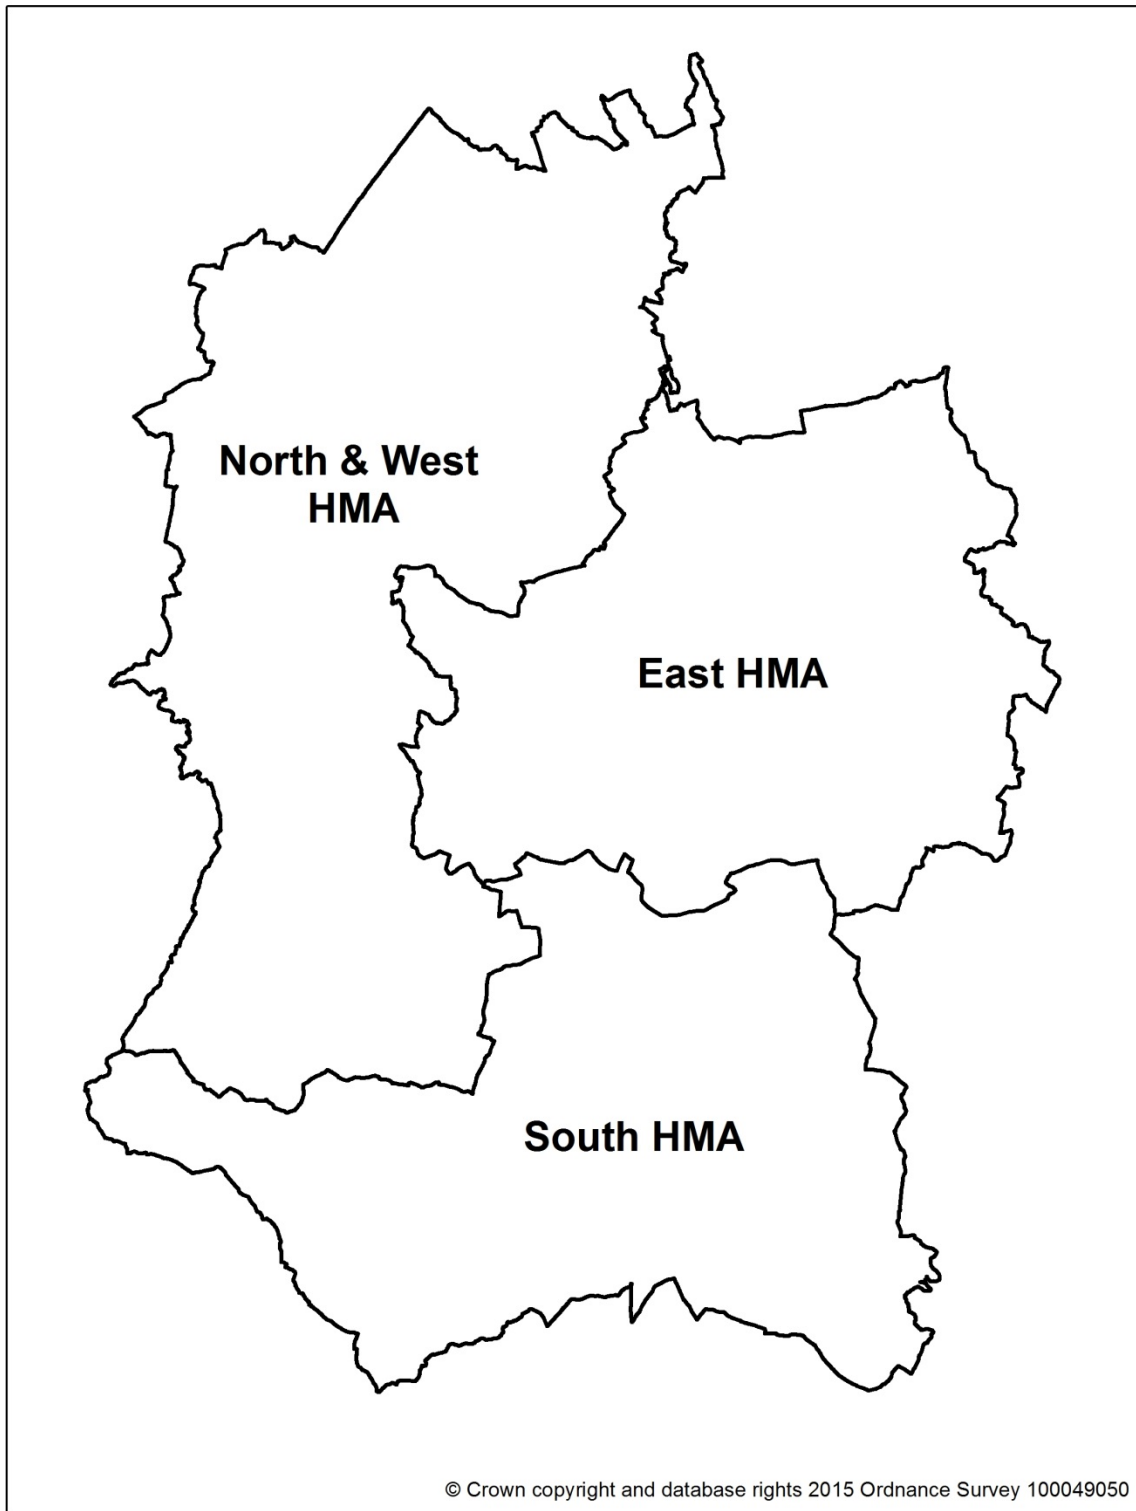 North & West
HMA
East HMA
South HMA
© Crown copyright and database rights 2015 Ordnance Survey 100049050